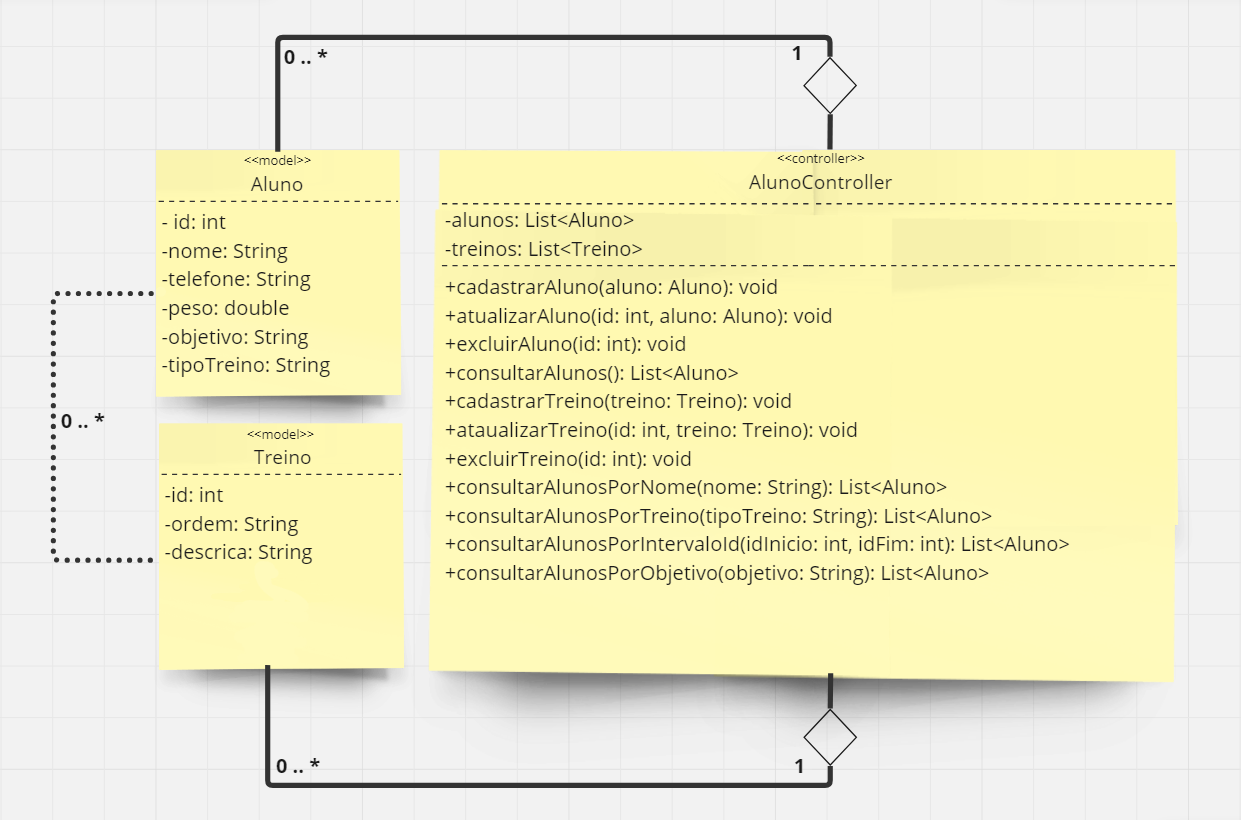 0 .. *
1
<<model>>
Aluno
- id: int
-nome: String
-telefone: String
-peso: double
-objetivo: String
-tipoTreino: String
<<controller>>
AlunoController
-alunos: List<Aluno>
-treinos: List<Treino>
+cadastrarAluno(aluno: Aluno): void
+atualizarAluno(id: int, aluno: Aluno): void
+excluirAluno(id: int): void
+consultarAlunos(): List<Aluno>
+cadastrarTreino(treino: Treino): void
+ataualizarTreino(id: int, treino: Treino): void
+excluirTreino(id: int): void
+consultarAlunosPorNome(nome: String): List<Aluno>
+consultarAlunosPorTreino(tipoTreino: String): List<Aluno>
+consultarAlunosPorIntervaloId(idInicio: int, idFim: int): List<Aluno>
+consultarAlunosPorObjetivo(objetivo: String): List<Aluno>
0 .. *
<<model>>
Treino
-id: int
-ordem: String
-descrica: String
0 .. *
1